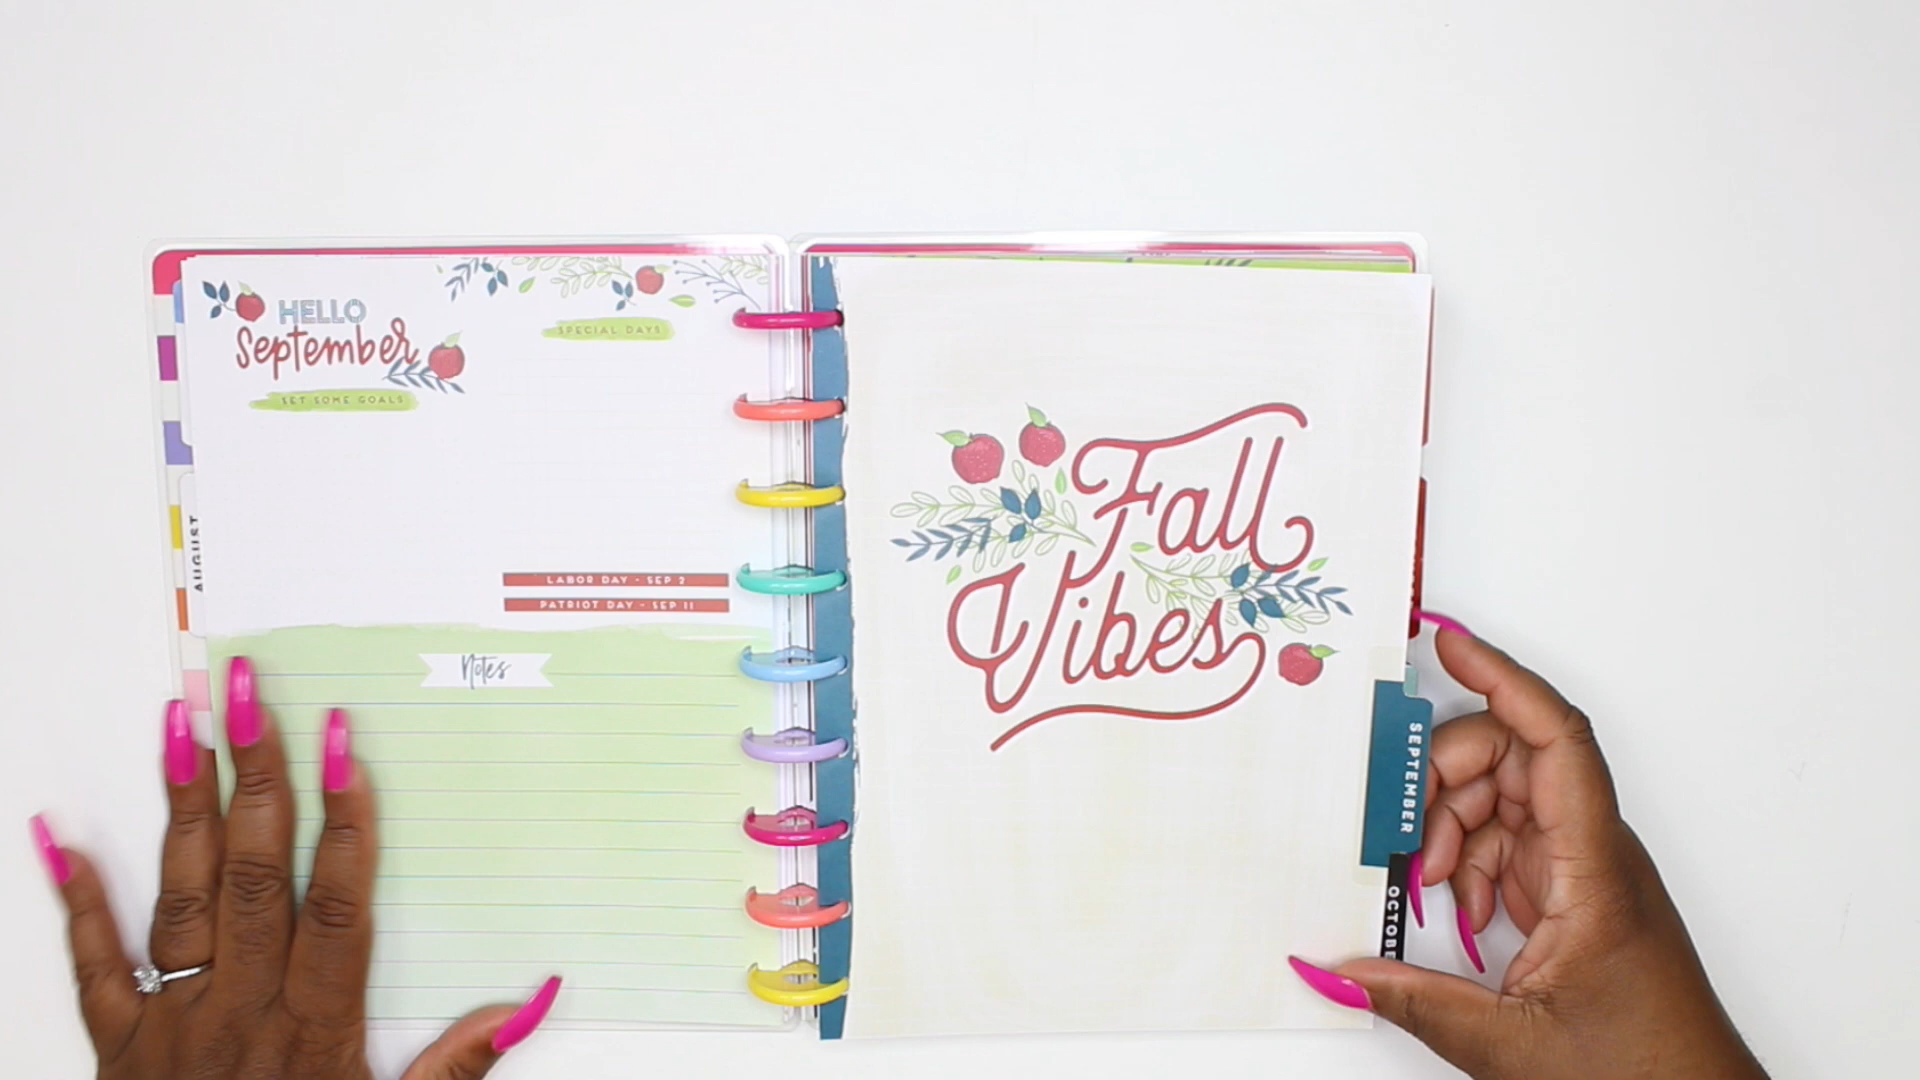 HELLO
September
SET SOME GOALS
SPECIAL DAYS
LABOR DAY - SEP 2
PATRIOT DAY - SEP 11
Notes
AUGUST
Fall
Vibes
SEPTEMBER